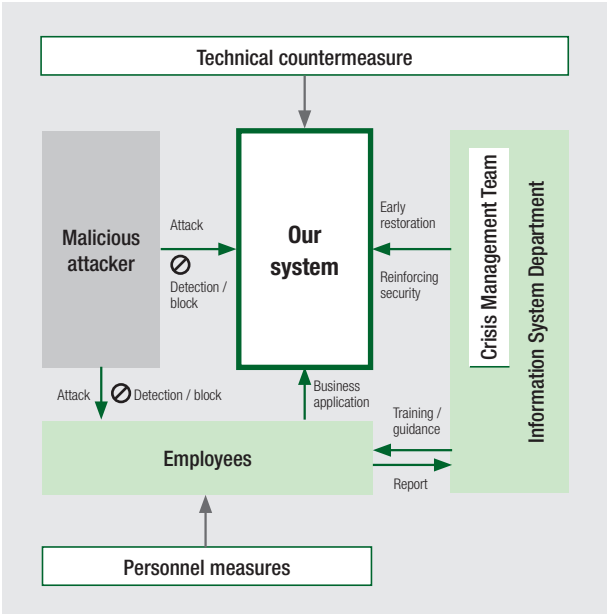 Technical countermeasure
Malicious
attacker
Attack
Detection /
block
Our
system
Early
restoration
Reinforcing
security
Crisis Management Team
Information System Department
Attack
Detection / block
Business
application
Training /
guidance
Employees
Report
Personnel measures